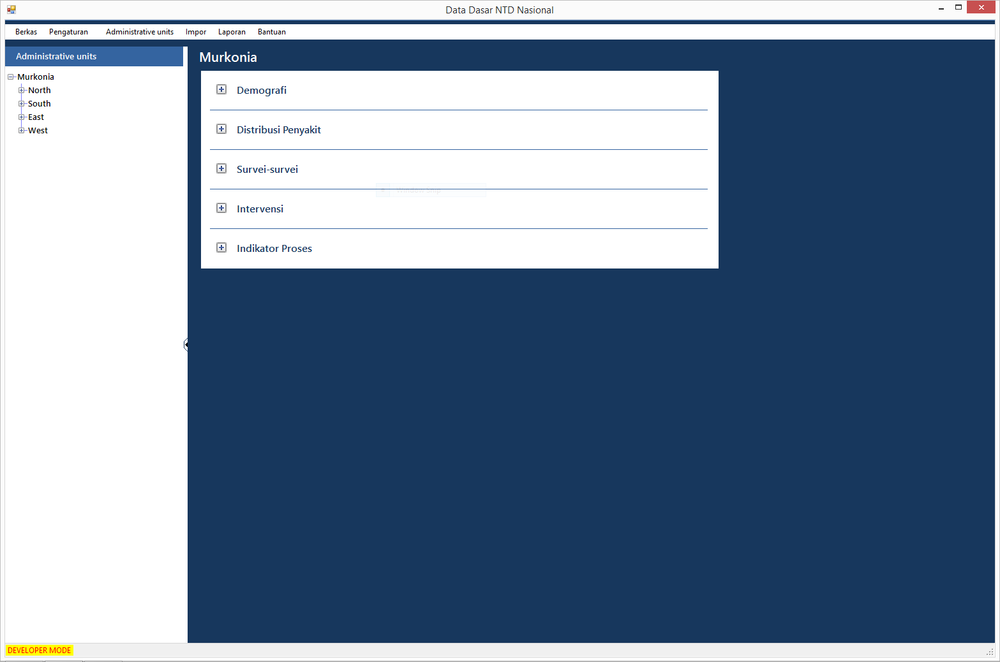 Data Dasar NTD Nasional
Berkas Pengaturan Administrative units Impor Laporan Bantuan
Administrative units
Murkonia
North
South
East
West
Murkonia
Demografi
Distribusi Penyakit
Survei-survei
Window Snip
Intervensi
Indikator Proses
DEVELOPER MODE